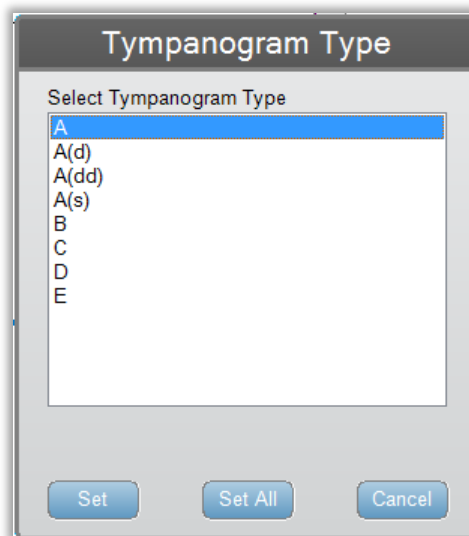 Tympanogram Type
Select Tympanogram Type
A
A(d)
A(dd)
A(s)
B
C
D
E
Set Set All Cancel